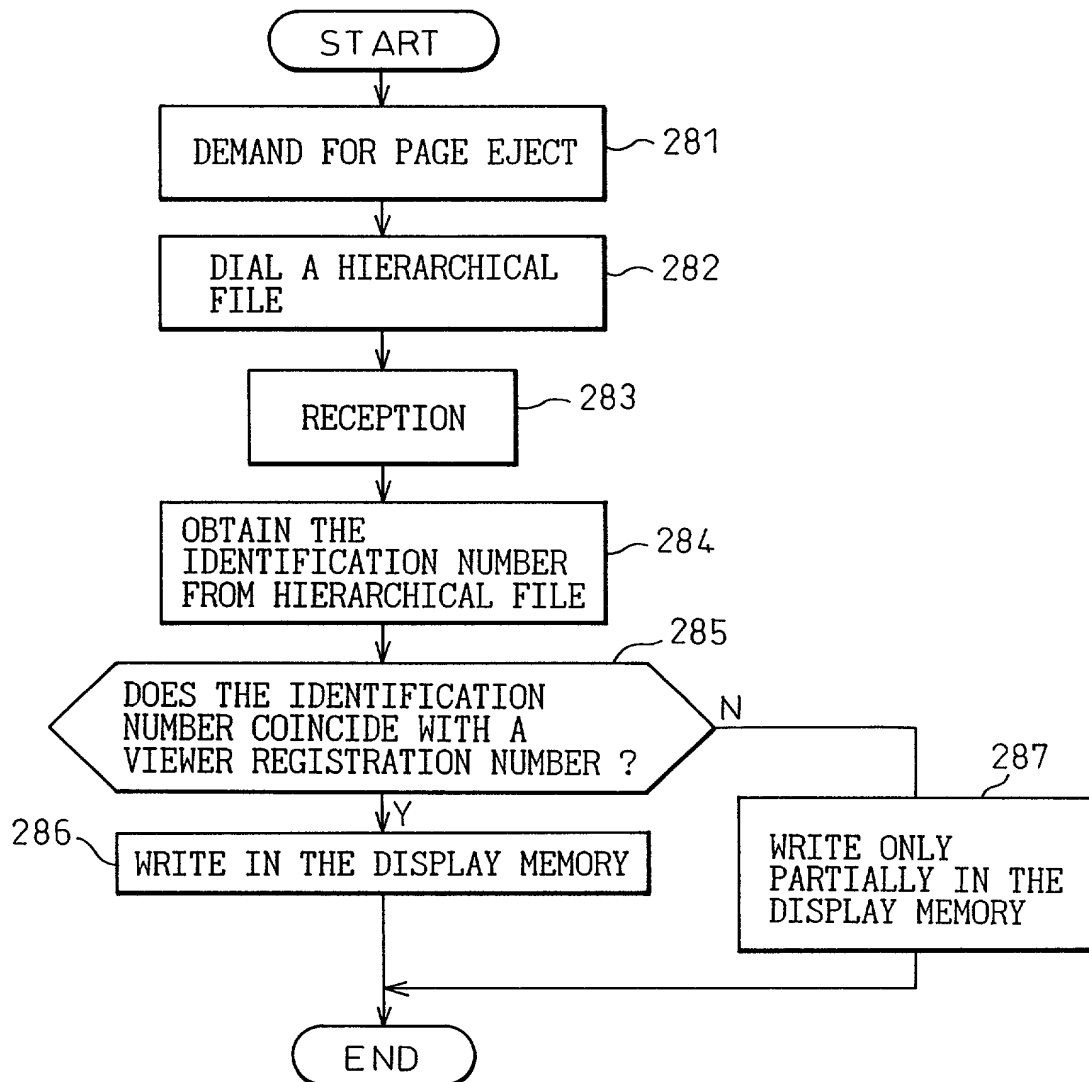 START
DEMAND FOR PAGE EJECT
281
DIAL A HIERARCHICAL
FILE
282
RECEPTION
283
OBTAIN THE
IDENTIFICATION NUMBER
FROM HIERARCHICAL FILE
284
285
DOES THE IDENTIFICATION
NUMBER COINCIDE WITH A
VIEWER REGISTRATION NUMBER ?
N
Y
286
WRITE IN THE DISPLAY MEMORY
287
WRITE ONLY
PARTIALLY IN THE
DISPLAY MEMORY
END